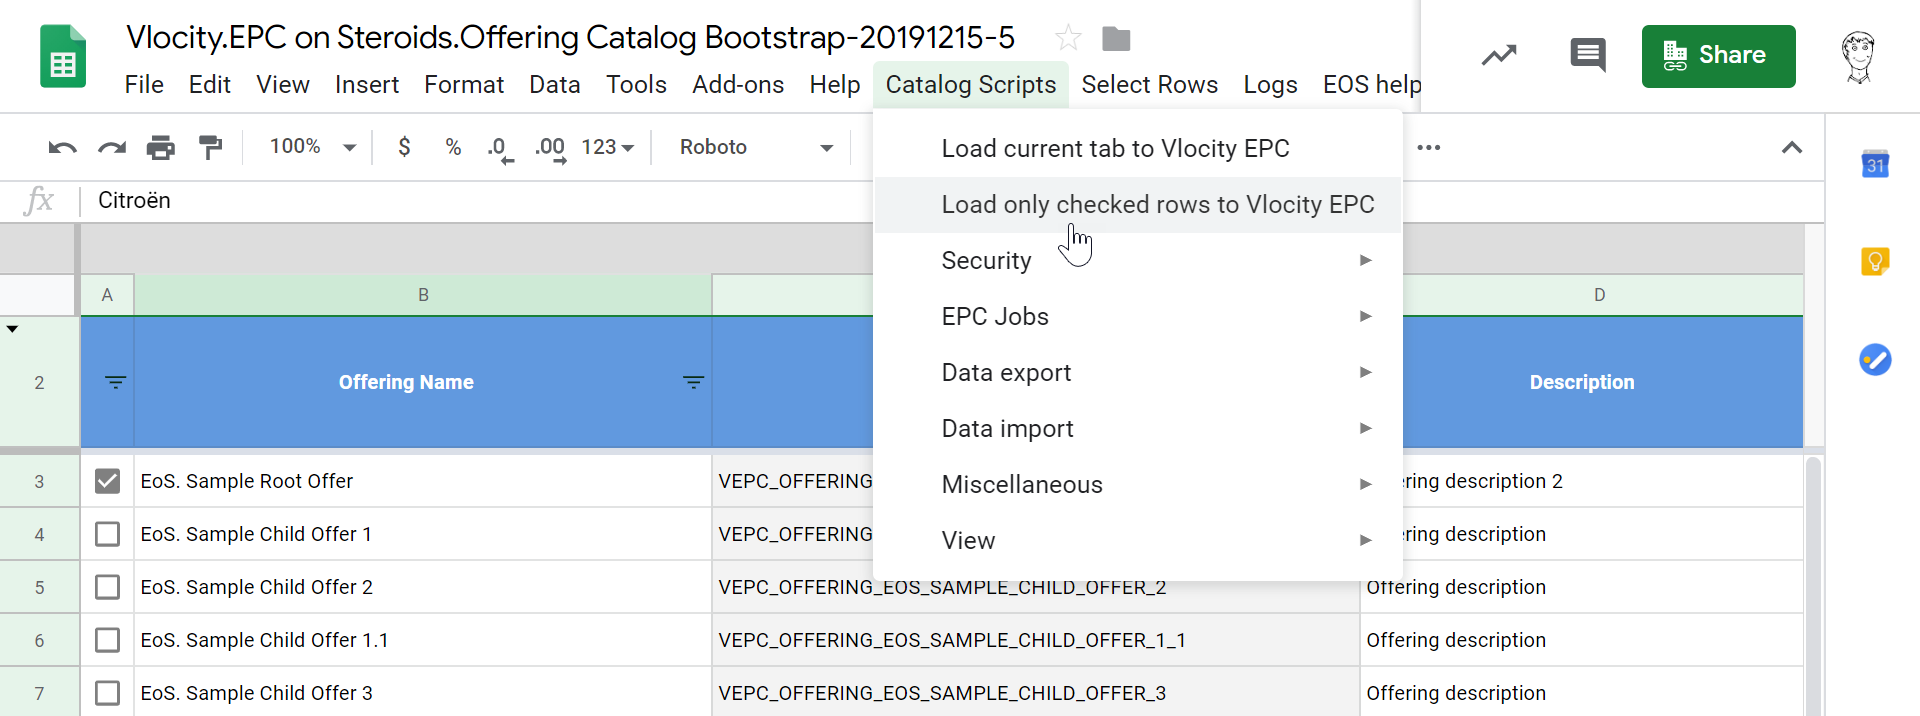 Vlocity.EPC on Steroids.Offering Catalog Bootstrap-20191215-5
File Edit View Insert Format Data Tools Add-ons Help Catalog Scripts Select Rows Logs EOS help
Share
100% $ % .0 .00 123 Roboto
31
fx Citroën
Load current tab to Vlocity EPC
Load only checked rows to Vlocity EPC
Security
EPC Jobs
Data export
Data import
Miscellaneous
View
A B D
2 Offering Name Description
3 EoS. Sample Root Offer VEPC_OFFERING ring description 2
4 EoS. Sample Child Offer 1 VEPC_OFFERING ring description
5 EoS. Sample Child Offer 2 VEPC_OFFERING_EOS_SAMPLE_CHILD_OFFER_2 Offering description
6 EoS. Sample Child Offer 1.1 VEPC_OFFERING_EOS_SAMPLE_CHILD_OFFER_1_1 Offering description
7 EoS. Sample Child Offer 3 VEPC_OFFERING_EOS_SAMPLE_CHILD_OFFER_3 Offering description